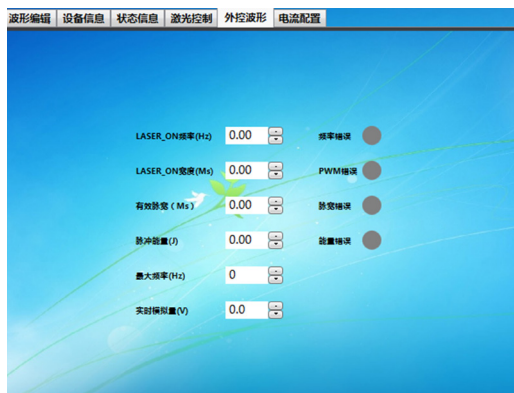 波形编辑 设备信息 状态信息 激光控制 外控波形 电流配置
LASER_ON频率(Hz) 0.00 频率错误
LASER_ON宽度(Ms) 0.00 PWM错误
有效脉宽（Ms） 0.00 脉宽错误
脉冲能量(J) 0.00 能量错误
最大频率(Hz) 0
实时模拟量(V) 0.0